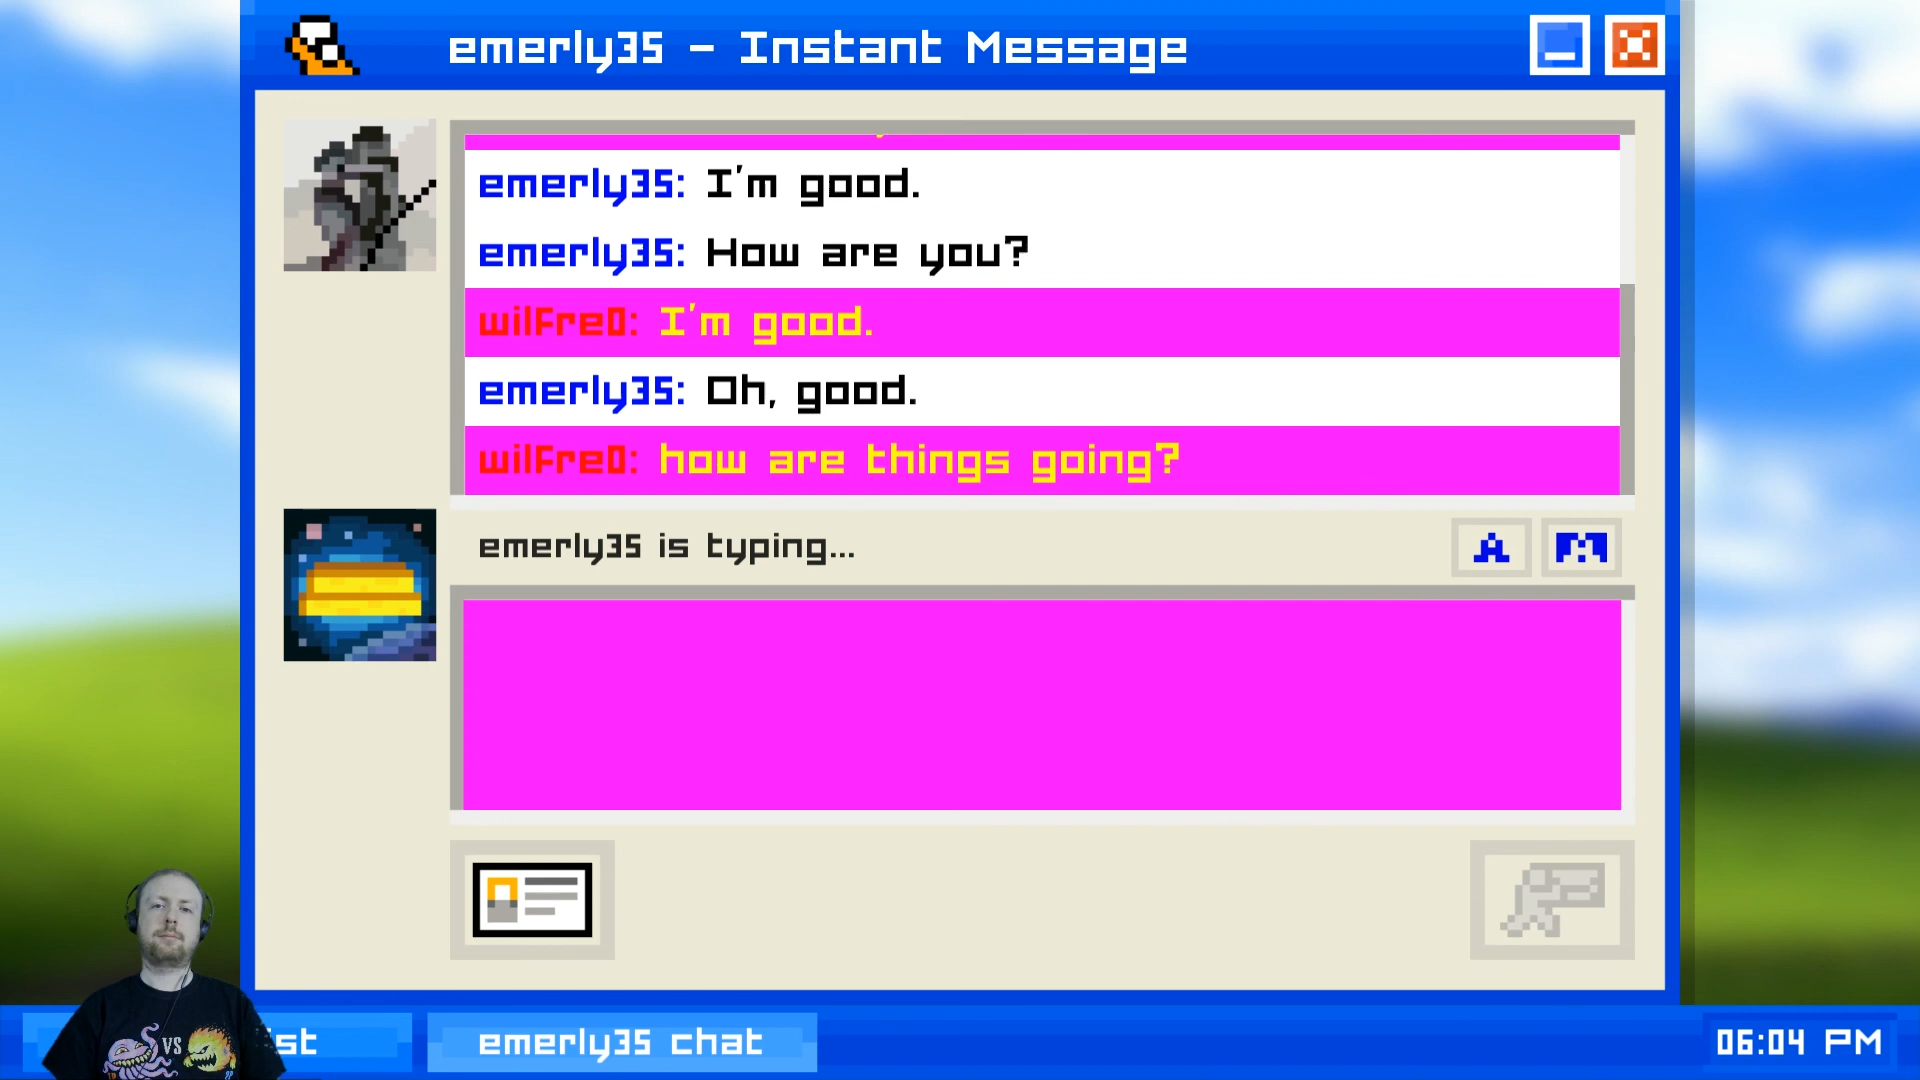 emerly35 - Instant Message
emerly35: I'm good.
emerly35: How are you?
wilFre0: I'm good.
emerly35: Oh, good.
wilFre0: how are things going?
emerly35 is typing...
A
VS
st
emerly35 chat
06:04 PM